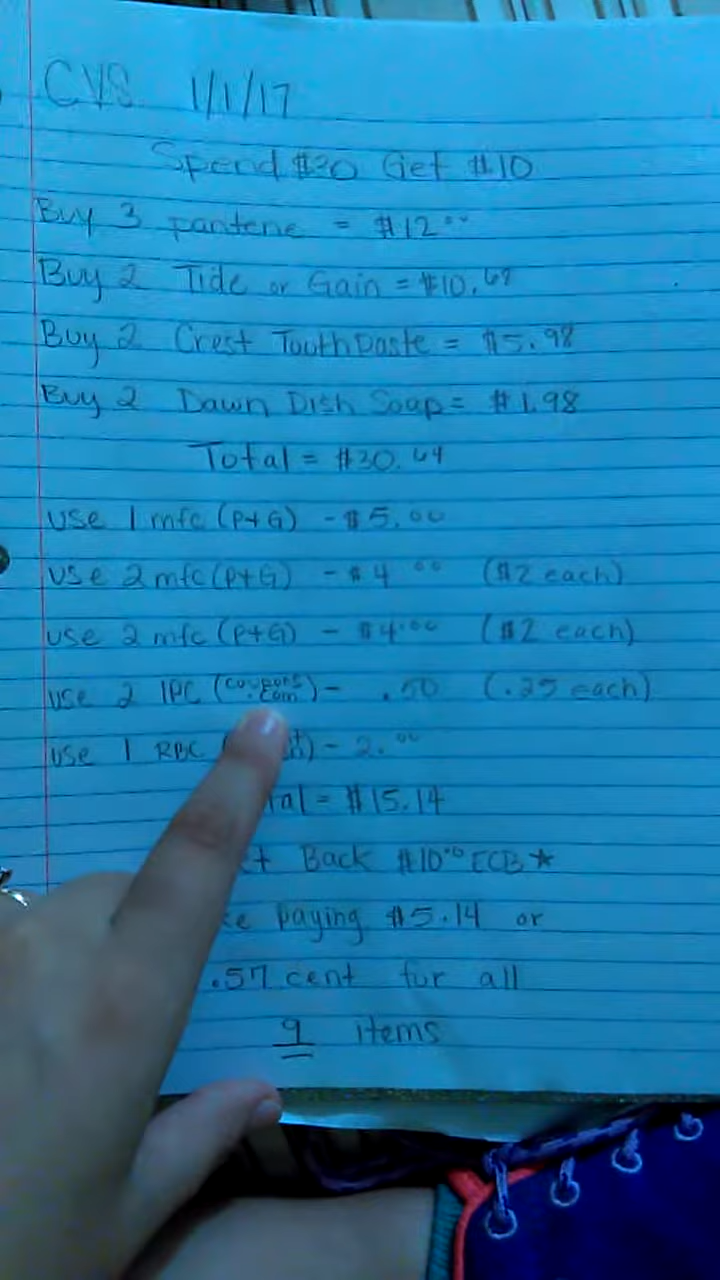 CVS 1/1/17
Spend $30 Get $10
Buy 3 pantene = $12.00
Buy 2 Tide or Gain = $10.68
Buy 2 Crest ToothPaste = $5.98
Buy 2 Dawn Dish Soap = $1.98
Total = $30.64
use 1 mfc (P+G) - $5.00
use 2 mfc (P+G) - $4.00 ($2 each)
use 2 mfc (P+G) - $4.00 ($2 each)
use 2 IPC (coupons.com) - .50 (.25 each)
use 1 RBC - 2.00
= $15.14
Back $10.00 ECB*
paying $5.14 or
.57 cent for all
9 items